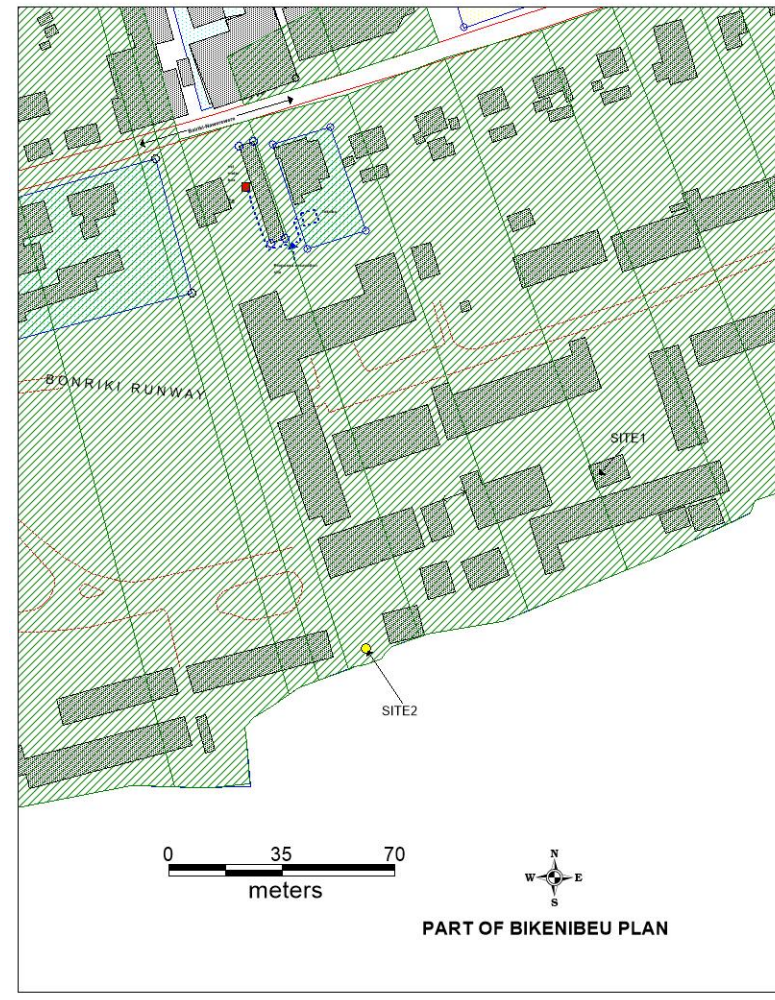 BONRIKI RUNWAY
SITE1
SITE2
0 35 70
meters
N
W E
S
PART OF BIKENIBEU PLAN